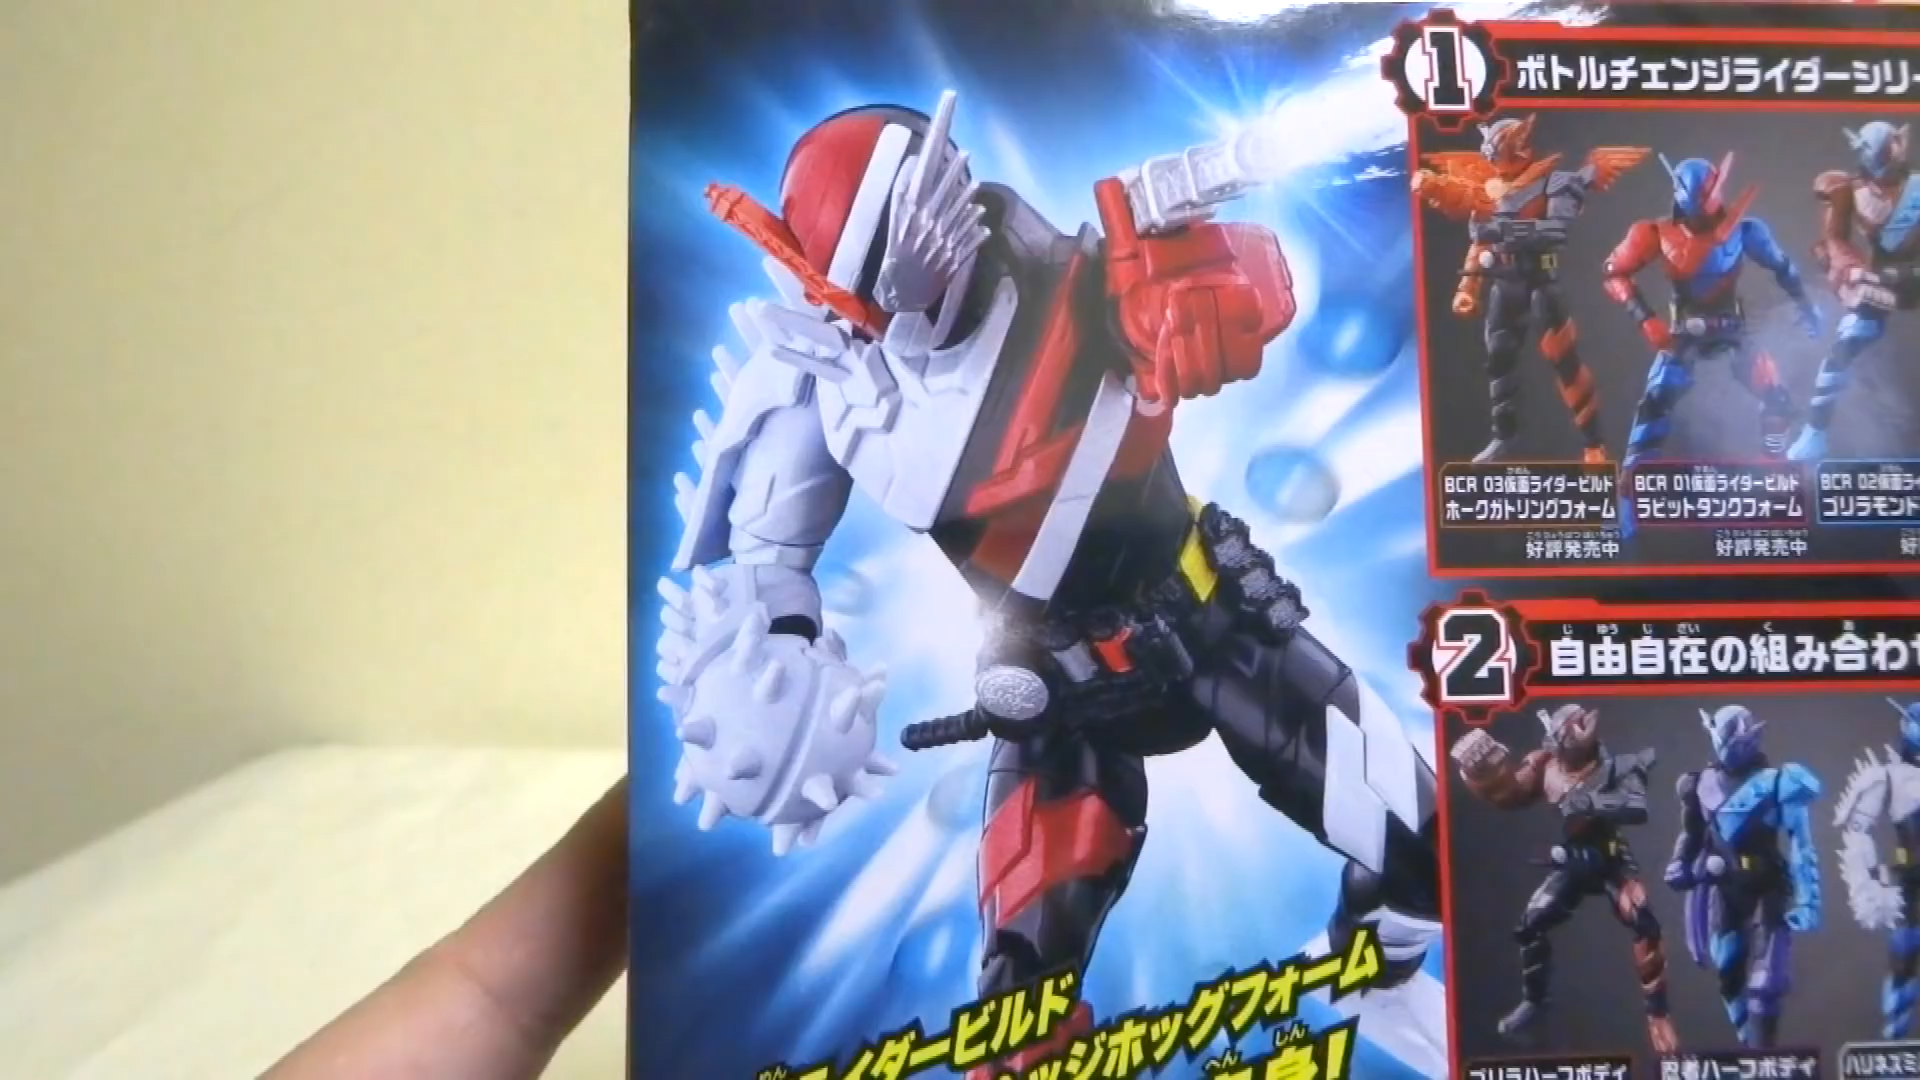 1
ボトルチェンジライダーシリー
BCR 03仮面ライダービルド
ホークガトリングフォーム
好評発売中
BCR 01仮面ライダービルド
ラビットタンクフォーム
好評発売中
BCR 02仮面ライ
ゴリラモンド
好
2
自由自在の組み合わせ
ゴリラハーフボディ
忍者ハーフボディ
ハリネズミ
ライダービルド
ッジホッグフォーム
身!